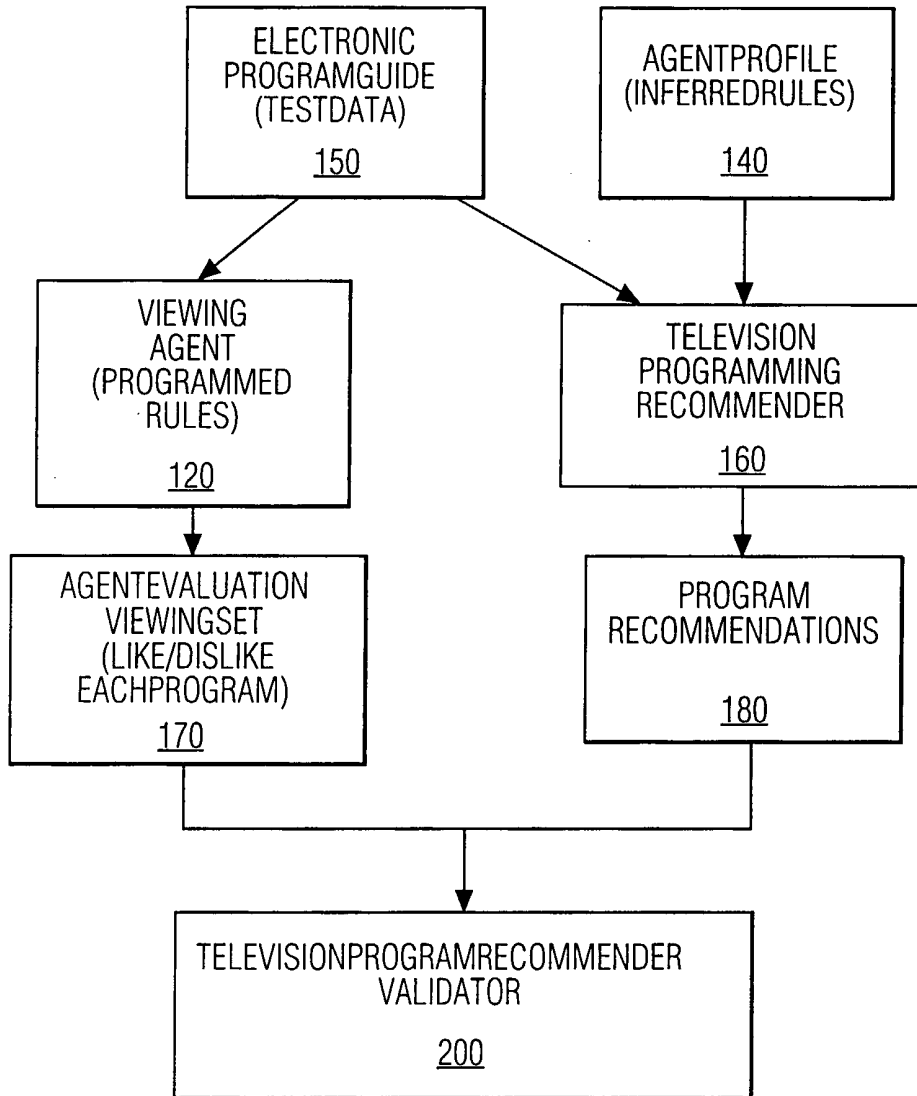 ELECTRONIC
PROGRAMGUIDE
(TESTDATA)
150
AGENTPROFILE
(INFERREDRULES)
140
VIEWING
AGENT
(PROGRAMMED
RULES)
120
TELEVISION
PROGRAMMING
RECOMMENDER
160
AGENTEVALUATION
VIEWINGSET
(LIKE/DISLIKE
EACHPROGRAM)
170
PROGRAM
RECOMMENDATIONS
180
TELEVISIONPROGRAMRECOMMENDER
VALIDATOR
200